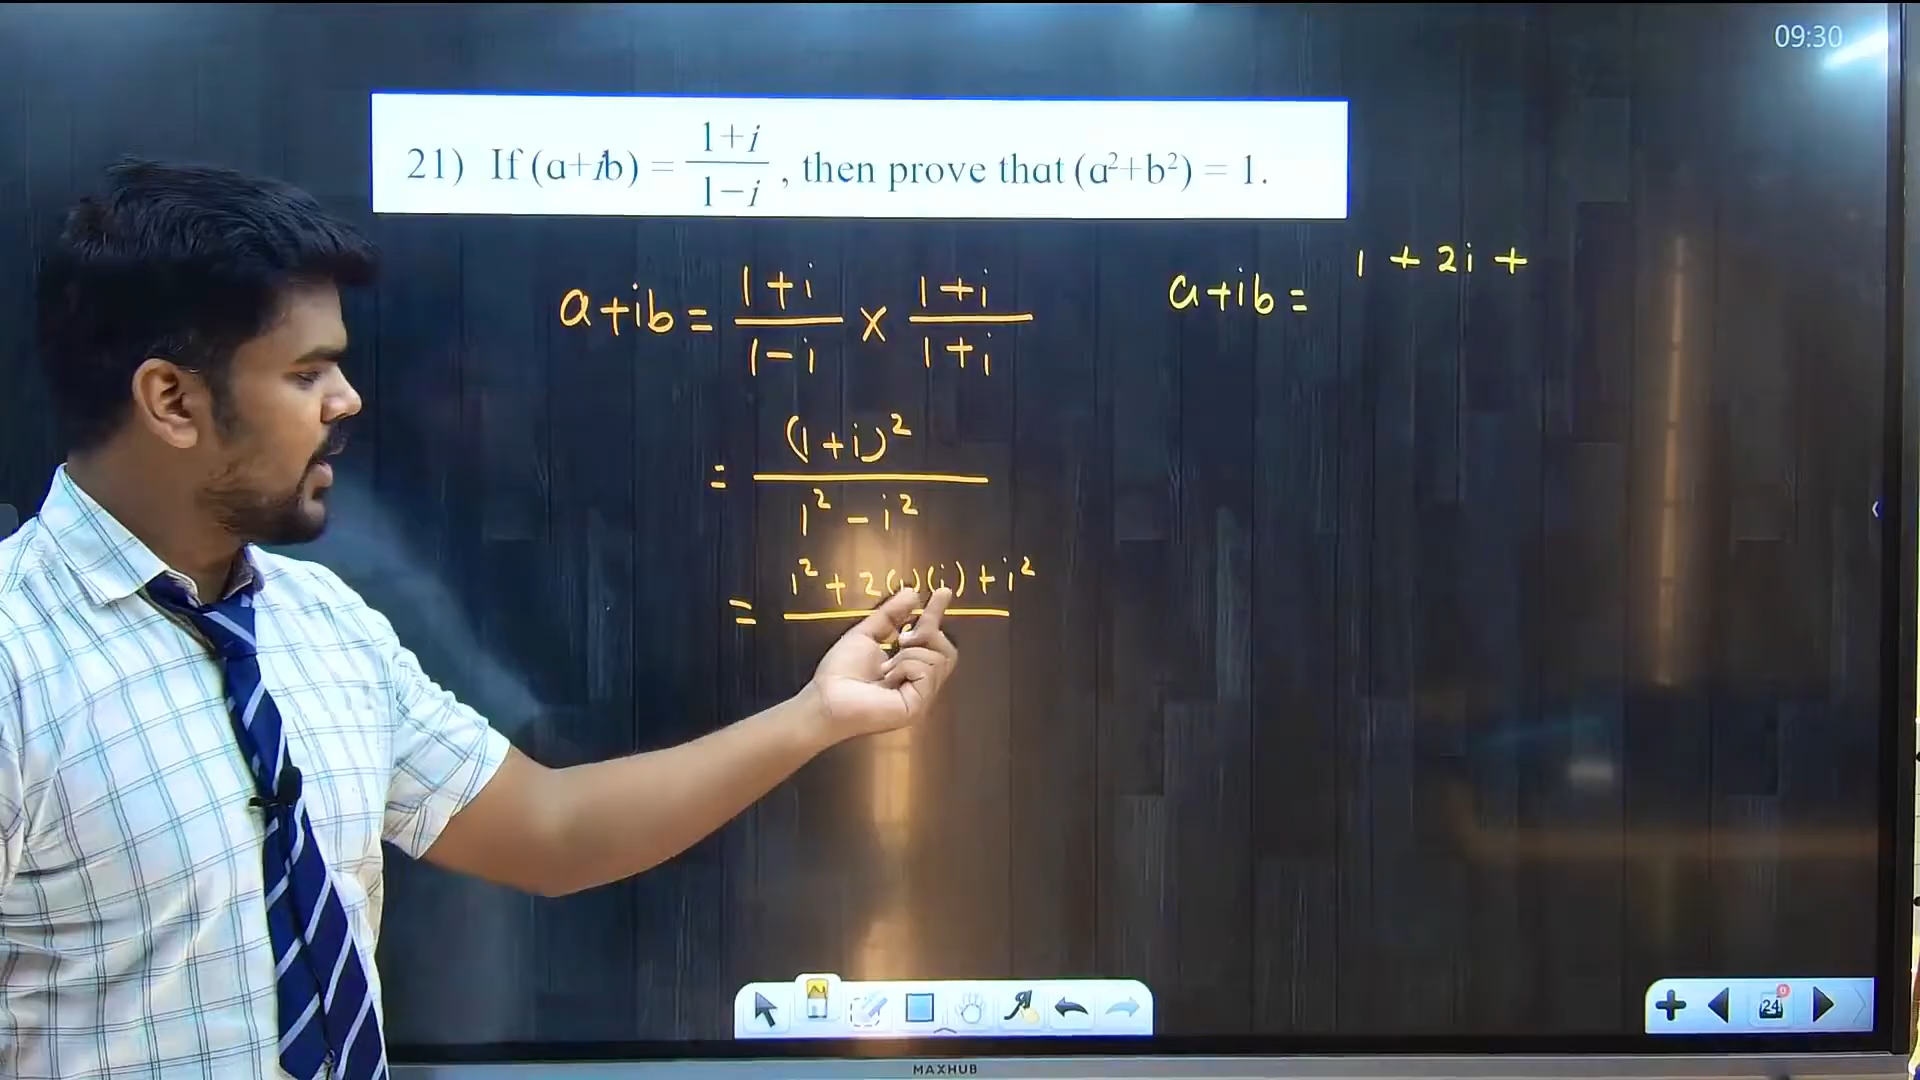 09:30
21) If (a+ib) = 1+i / 1−i , then prove that (a²+b²) = 1.
a+ib = 1+i / 1-i × 1+i / 1+i
= (1+i)² / 1² - i²
= 1² + 2(1)(i) + i²
a+ib = 1 + 2i +
24
0
MAXHUB